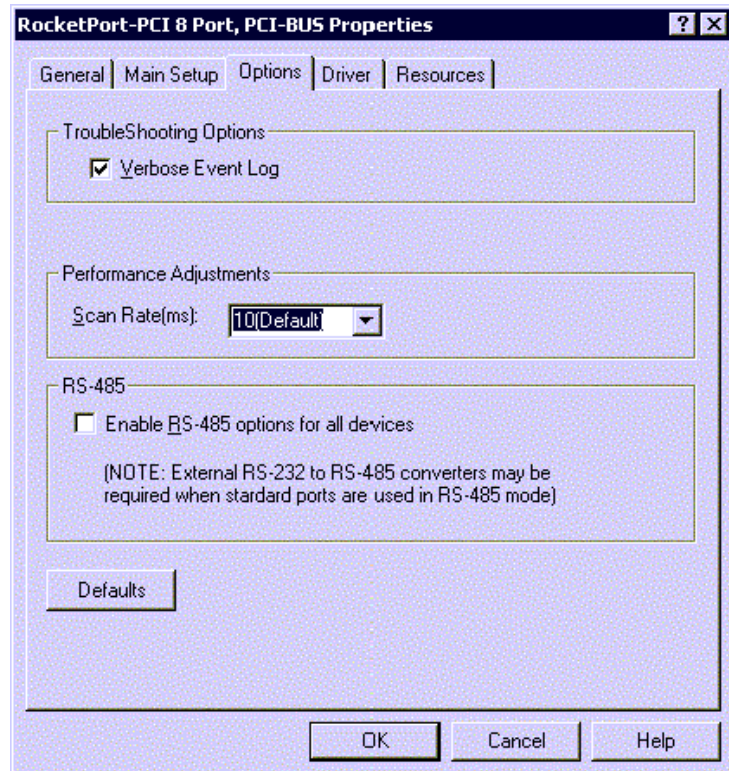 RocketPort-PCI 8 Port, PCI-BUS Properties
General Main Setup Options Driver Resources
TroubleShooting Options
Verbose Event Log
Performance Adjustments
Scan Rate(ms): 10(Default)
RS-485
Enable RS-485 options for all devices
(NOTE: External RS-232 to RS-485 converters may be
required when stardard ports are used in RS-485 mode)
Defaults
OK Cancel Help